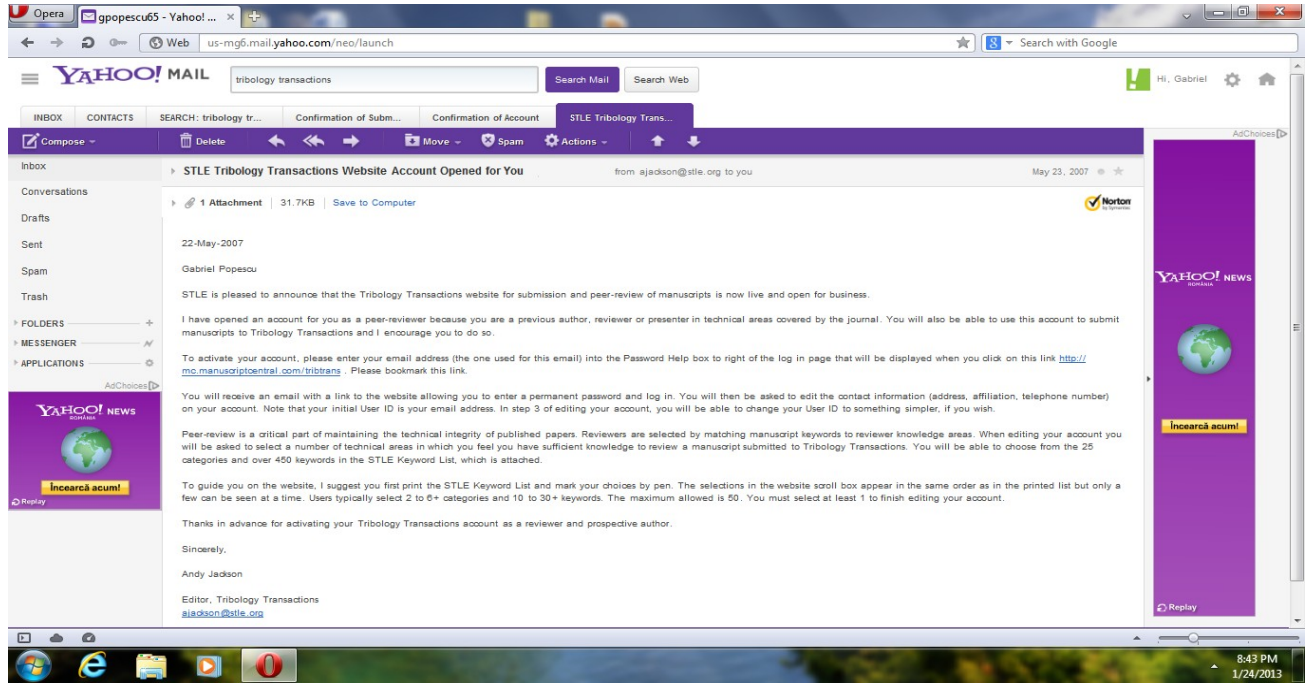 Opera
gpopescu65 - Yahoo! ...
Web us-mg6.mail.yahoo.com/neo/launch
Search with Google
YAHOO! MAIL
tribology transactions
Search Mail Search Web
Hi, Gabriel
INBOX CONTACTS SEARCH: tribology tr... Confirmation of Subm... Confirmation of Account STLE Tribology Trans...
Compose Delete Move Spam Actions
AdChoices
Inbox
Conversations
Drafts
Sent
Spam
Trash
FOLDERS
MESSENGER
APPLICATIONS
AdChoices
YAHOO! NEWS
ROMÂNIA
Încearcă acum!
Replay
STLE Tribology Transactions Website Account Opened for You from ajackson@stle.org to you May 23, 2007
1 Attachment 31.7KB Save to Computer
Norton
by Symantec
22-May-2007
Gabriel Popescu
STLE is pleased to announce that the Tribology Transactions website for submission and peer-review of manuscripts is now live and open for business.
I have opened an account for you as a peer-reviewer because you are a previous author, reviewer or presenter in technical areas covered by the journal. You will also be able to use this account to submit
manuscripts to Tribology Transactions and I encourage you to do so.
To activate your account, please enter your email address (the one used for this email) into the Password Help box to right of the log in page that will be displayed when you click on this link http://
mc.manuscriptcentral.com/tribtrans . Please bookmark this link.
You will receive an email with a link to the website allowing you to enter a permanent password and log in. You will then be asked to edit the contact information (address, affiliation, telephone number)
on your account. Note that your initial User ID is your email address. In step 3 of editing your account, you will be able to change your User ID to something simpler, if you wish.
Peer-review is a critical part of maintaining the technical integrity of published papers. Reviewers are selected by matching manuscript keywords to reviewer knowledge areas. When editing your account you
will be asked to select a number of technical areas in which you feel you have sufficient knowledge to review a manuscript submitted to Tribology Transactions. You will be able to choose from the 25
categories and over 450 keywords in the STLE Keyword List, which is attached.
To guide you on the website, I suggest you first print the STLE Keyword List and mark your choices by pen. The selections in the website scroll box appear in the same order as in the printed list but only a
few can be seen at a time. Users typically select 2 to 6+ categories and 10 to 30+ keywords. The maximum allowed is 50. You must select at least 1 to finish editing your account.
Thanks in advance for activating your Tribology Transactions account as a reviewer and prospective author.
Sincerely,
Andy Jackson
Editor, Tribology Transactions
ajackson@stle.org
YAHOO! NEWS
ROMÂNIA
Încearcă acum!
Replay
8:43 PM
1/24/2013